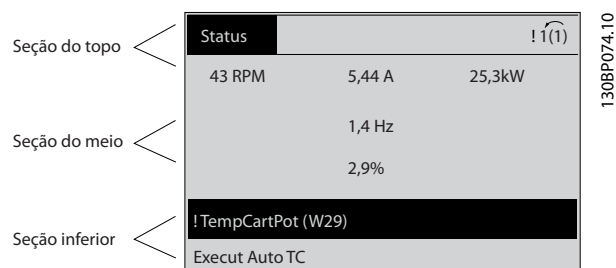 Seção do topo
Status
! 1(1)
43 RPM 5,44 A 25,3kW
Seção do meio
1,4 Hz
2,9%
! TempCartPot (W29)
Seção inferior
Execut Auto TC
130BP074.10